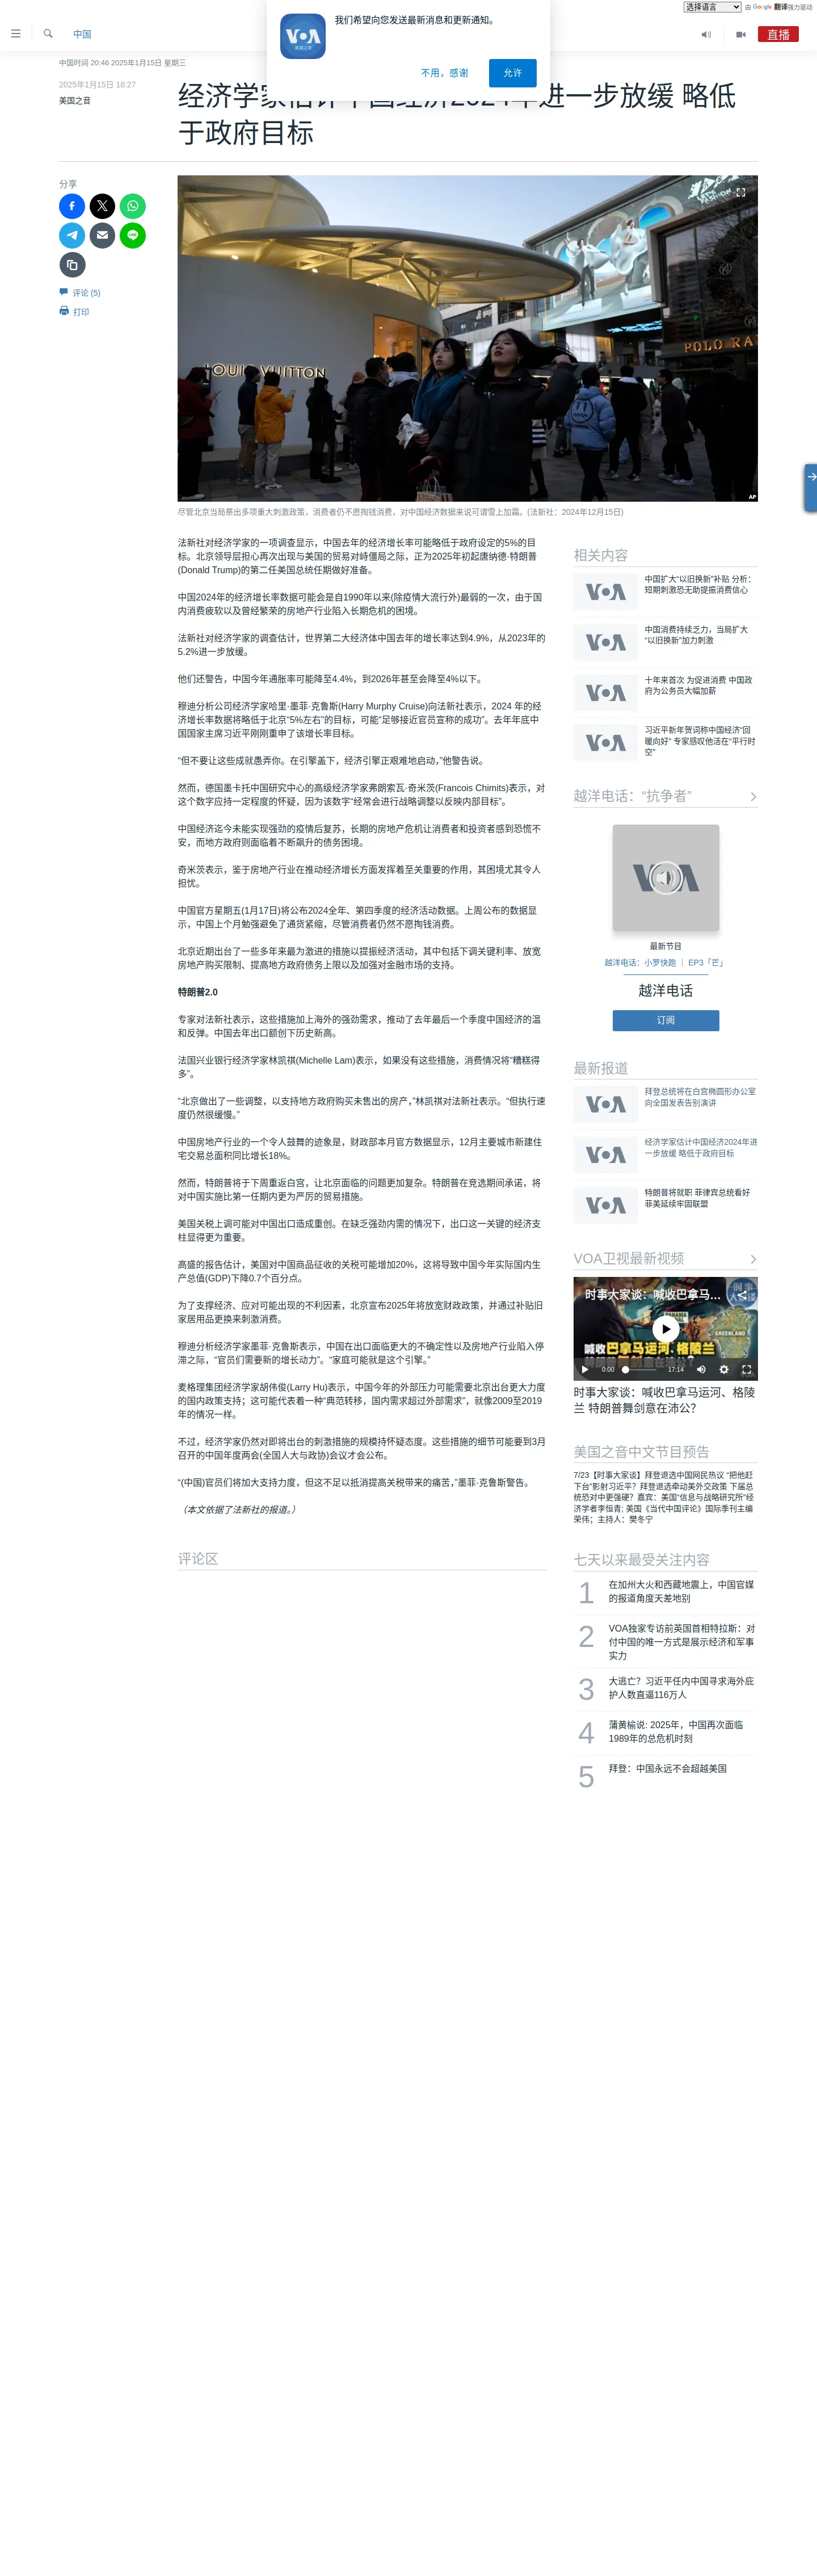 选择语言 由 Google 翻译强力驱动
我们希望向您发送最新消息和更新通知。
VOA
美国之音
不用，感谢
允许
中国
直播
中国时间 20:46 2025年1月15日 星期三
2025年1月15日 16:27
美国之音
经济学家估计中国经济2024年进一步放缓 略低
于政府目标
分享
评论 (5)
打印
LOUIS VUITTON
POLO RA
AP
尽管北京当局祭出多项重大刺激政策，消费者仍不愿掏钱消费，对中国经济数据来说可谓雪上加霜。(法新社：2024年12月15日)
法新社对经济学家的一项调查显示，中国去年的经济增长率可能略低于政府设定的5%的目
标。北京领导层担心再次出现与美国的贸易对峙僵局之际，正为2025年初起唐纳德·特朗普
(Donald Trump)的第二任美国总统任期做好准备。
中国2024年的经济增长率数据可能会是自1990年以来(除疫情大流行外)最弱的一次，由于国
内消费疲软以及曾经繁荣的房地产行业陷入长期危机的困境。
法新社对经济学家的调查估计，世界第二大经济体中国去年的增长率达到4.9%，从2023年的
5.2%进一步放缓。
他们还警告，中国今年通胀率可能降至4.4%，到2026年甚至会降至4%以下。
穆迪分析公司经济学家哈里·墨菲·克鲁斯(Harry Murphy Cruise)向法新社表示，2024 年的经
济增长率数据将略低于北京“5%左右”的目标，可能“足够接近官员宣称的成功”。去年年底中
国国家主席习近平刚刚重申了该增长率目标。
“但不要让这些成就愚弄你。在引擎盖下，经济引擎正艰难地启动，”他警告说。
然而，德国墨卡托中国研究中心的高级经济学家弗朗索瓦·奇米茨(Francois Chimits)表示，对
这个数字应持一定程度的怀疑，因为该数字“经常会进行战略调整以反映内部目标”。
中国经济迄今未能实现强劲的疫情后复苏，长期的房地产危机让消费者和投资者感到恐慌不
安，而地方政府则面临着不断飙升的债务困境。
奇米茨表示，鉴于房地产行业在推动经济增长方面发挥着至关重要的作用，其困境尤其令人
担忧。
中国官方星期五(1月17日)将公布2024全年、第四季度的经济活动数据。上周公布的数据显
示，中国上个月勉强避免了通货紧缩，尽管消费者仍然不愿掏钱消费。
北京近期出台了一些多年来最为激进的措施以提振经济活动，其中包括下调关键利率、放宽
房地产购买限制、提高地方政府债务上限以及加强对金融市场的支持。
特朗普2.0
专家对法新社表示，这些措施加上海外的强劲需求，推动了去年最后一个季度中国经济的温
和反弹。中国去年出口额创下历史新高。
法国兴业银行经济学家林凯祺(Michelle Lam)表示，如果没有这些措施，消费情况将“糟糕得
多”。
“北京做出了一些调整，以支持地方政府购买未售出的房产，”林凯祺对法新社表示。“但执行速
度仍然很缓慢。”
中国房地产行业的一个令人鼓舞的迹象是，财政部本月官方数据显示，12月主要城市新建住
宅交易总面积同比增长18%。
然而，特朗普将于下周重返白宫，让北京面临的问题更加复杂。特朗普在竞选期间承诺，将
对中国实施比第一任期内更为严厉的贸易措施。
美国关税上调可能对中国出口造成重创。在缺乏强劲内需的情况下，出口这一关键的经济支
柱显得更为重要。
高盛的报告估计，美国对中国商品征收的关税可能增加20%，这将导致中国今年实际国内生
产总值(GDP)下降0.7个百分点。
为了支撑经济、应对可能出现的不利因素，北京宣布2025年将放宽财政政策，并通过补贴旧
家居用品更换来刺激消费。
穆迪分析经济学家墨菲·克鲁斯表示，中国在出口面临更大的不确定性以及房地产行业陷入停
滞之际，“官员们需要新的增长动力”。“家庭可能就是这个引擎。”
麦格理集团经济学家胡伟俊(Larry Hu)表示，中国今年的外部压力可能需要北京出台更大力度
的国内政策支持；这可能代表着一种“典范转移，国内需求超过外部需求”，就像2009至2019
年的情况一样。
不过，经济学家仍然对即将出台的刺激措施的规模持怀疑态度。这些措施的细节可能要到3月
召开的中国年度两会(全国人大与政协)会议才会公布。
“(中国)官员们将加大支持力度，但这不足以抵消提高关税带来的痛苦，”墨菲·克鲁斯警告。
（本文依据了法新社的报道。）
评论区
相关内容
VOA
中国扩大“以旧换新”补贴 分析：
短期刺激恐无助提振消费信心
VOA
中国消费持续乏力，当局扩大
“以旧换新”加力刺激
VOA
十年来首次 为促进消费 中国政
府为公务员大幅加薪
VOA
习近平新年贺词称中国经济“回
暖向好” 专家感叹他活在“平行时
空”
越洋电话：“抗争者”
VOA
最新节目
越洋电话：小罗快跑 ｜ EP3「芒」
越洋电话
订阅
最新报道
VOA
拜登总统将在白宫椭圆形办公室
向全国发表告别演讲
VOA
经济学家估计中国经济2024年进
一步放缓 略低于政府目标
VOA
特朗普将就职 菲律宾总统看好
菲美延续牢固联盟
VOA卫视最新视频
时事大家谈：喊收巴拿马...
时事
大家谈
PANAMA
GREENLAND
喊收巴拿马运河、格陵兰
0:00
17:14
时事大家谈：喊收巴拿马运河、格陵
兰 特朗普舞剑意在沛公？
美国之音中文节目预告
7/23【时事大家谈】拜登退选中国网民热议 “把他赶
下台”影射习近平？拜登退选牵动美外交政策 下届总
统恐对中更强硬？嘉宾：美国“信息与战略研究所”经
济学者李恒青; 美国《当代中国评论》国际季刊主编
荣伟；主持人：樊冬宁
七天以来最受关注内容
1
在加州大火和西藏地震上，中国官媒
的报道角度天差地别
2
VOA独家专访前英国首相特拉斯：对
付中国的唯一方式是展示经济和军事
实力
3
大逃亡？习近平任内中国寻求海外庇
护人数直逼116万人
4
蒲黄榆说: 2025年，中国再次面临
1989年的总危机时刻
5
拜登：中国永远不会超越美国